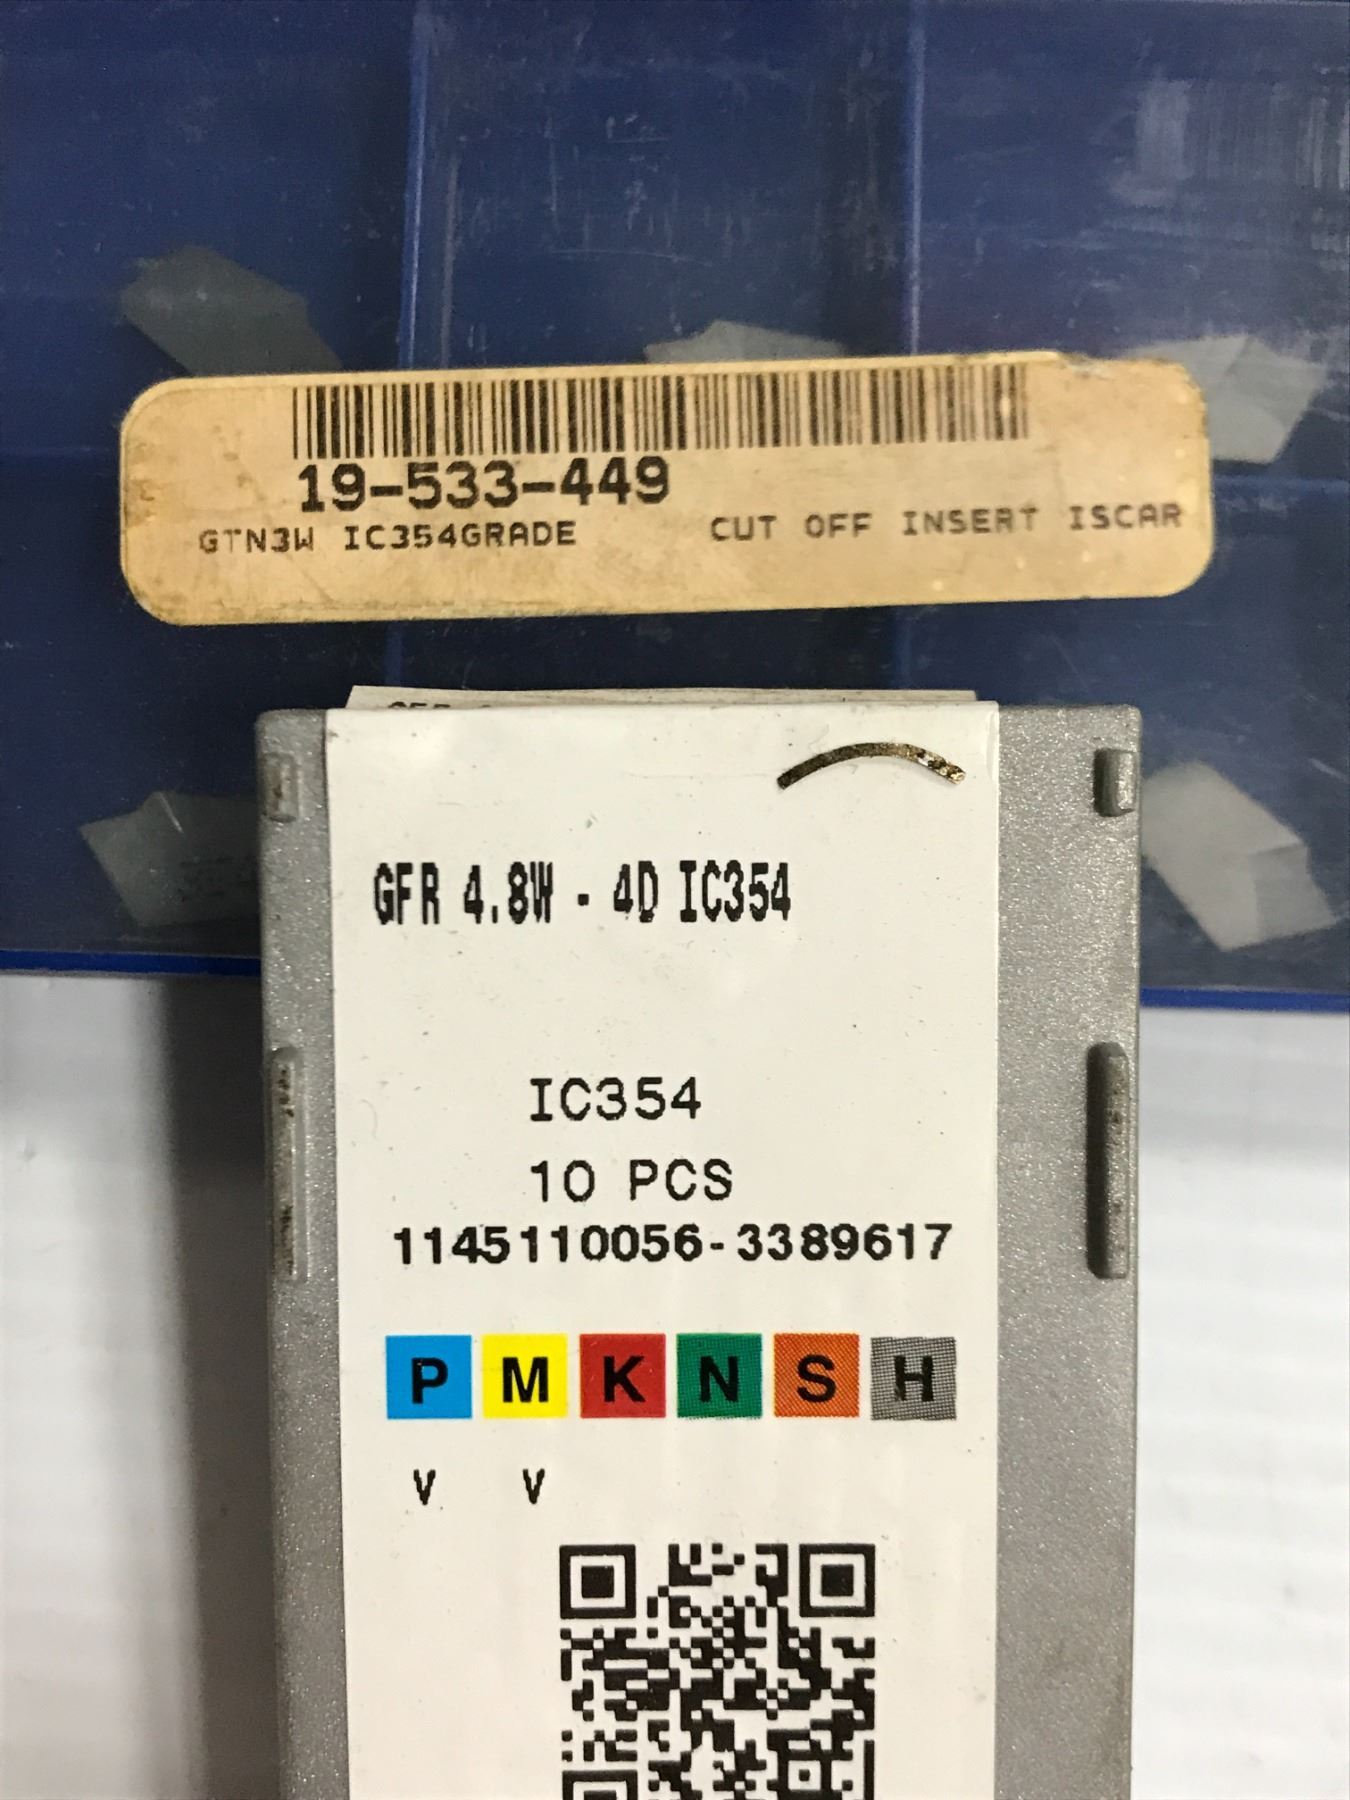 19-533-449
GTN3W IC354GRADE CUT OFF INSERT ISCAR
GFR 4.8W - 4D IC354
IC354
10 PCS
1145110056-3389617
P M K N S H
V V